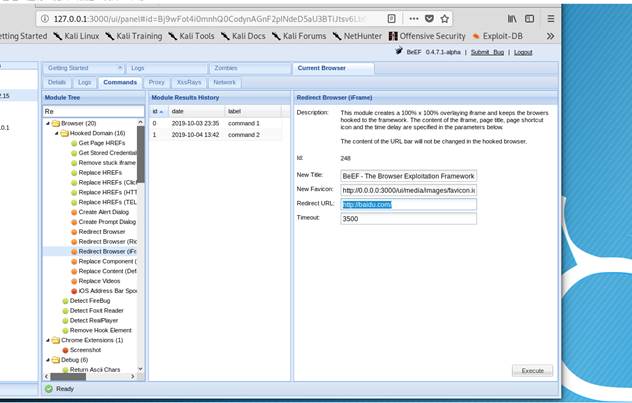 127.0.0.1:3000/ui/panel#id=Bj9wFot4i0mnhQ0CodynAGnF2pINdeD5aU3BTiJtsv6L
etting Started Kali Linux Kali Training Kali Tools Kali Docs Kali Forums NetHunter Offensive Security Exploit-DB
BeEF 0.4.7.1-alpha | Submit Bug | Logout
Getting Started Logs Zombies Current Browser
Details Logs Commands Proxy XssRays Network
Module Tree Module Results History Redirect Browser (iFrame)
2.15
Re
id date label
0 2019-10-03 23:35 command 1
1 2019-10-04 13:42 command 2
0.1
Browser (20)
Hooked Domain (16)
Get Page HREFs
Get Stored Credential
Remove stuck iframe
Replace HREFs
Replace HREFs (Click
Replace HREFs (HTT
Replace HREFs (TEL
Create Alert Dialog
Create Prompt Dialog
Redirect Browser
Redirect Browser (Ric
Redirect Browser (iFr
Replace Component (
Replace Content (Def
Replace Videos
iOS Address Bar Spoo
Detect FireBug
Detect Foxit Reader
Detect RealPlayer
Remove Hook Element
Chrome Extensions (1)
Screenshot
Debug (6)
Return Ascii Chars
Description: This module creates a 100% x 100% overlaying iframe and keeps the browers
hooked to the framework. The content of the iframe, page title, page shortcut
icon and the time delay are specified in the parameters below.
The content of the URL bar will not be changed in the hooked browser.
Id: 248
New Title: BeEF - The Browser Exploitation Framework
New Favicon: http://0.0.0.0:3000/ui/media/images/favicon.ic
Redirect URL: http://baidu.com/
Timeout: 3500
Execute
Ready